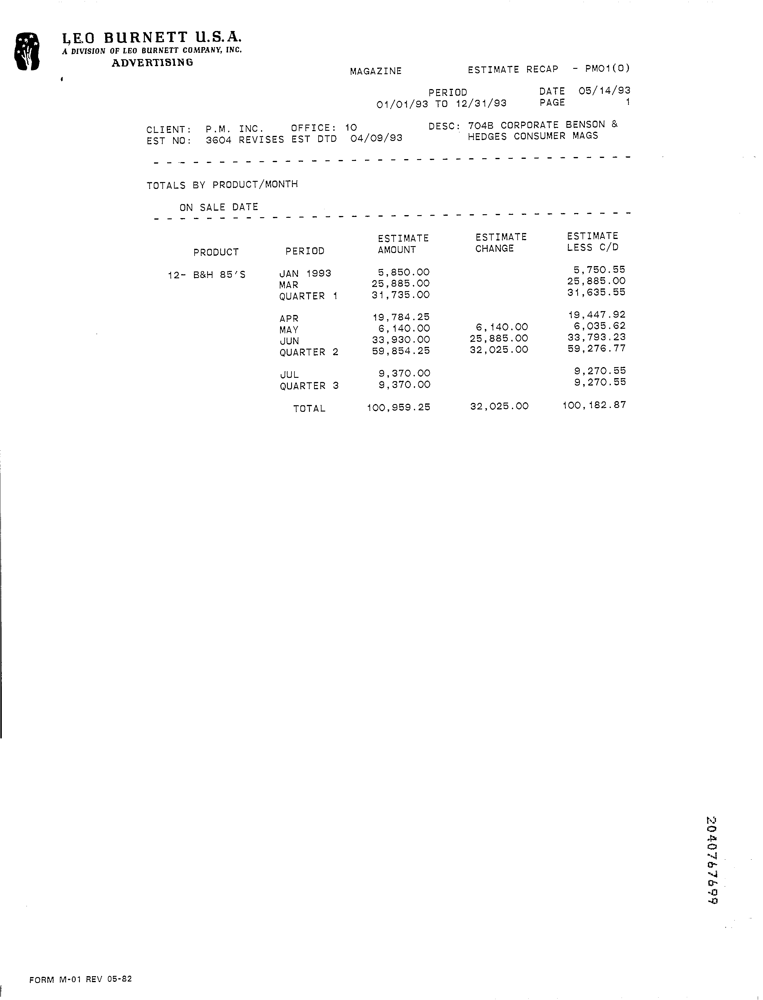 LEO BURNETT U.S.A.
A DIVISION OF LEO BURNETT COMPANY, INC.
ADVERTISING
MAGAZINE ESTIMATE RECAP - PM01(O)
PERIOD DATE 05/14/93
01/01/93 TO 12/31/93 PAGE 1
CLIENT: P.M. INC. OFFICE: 10 DESC: 704B CORPORATE BENSON &
EST NO: 3604 REVISES EST DTD 04/09/93 HEDGES CONSUMER MAGS
TOTALS BY PRODUCT/MONTH
ON SALE DATE
ESTIMATE ESTIMATE ESTIMATE
PRODUCT PERIOD AMOUNT CHANGE LESS C/D
12- B&H 85'S JAN 1993 5,850.00 5,750.55
MAR 25,885.00 25,885.00
QUARTER 1 31,735.00 31,635.55
APR 19,784.25 19,447.92
MAY 6,140.00 6,140.00 6,035.62
JUN 33,930.00 25,885.00 33,793.23
QUARTER 2 59,854.25 32,025.00 59,276.77
JUL 9,370.00 9,270.55
QUARTER 3 9,370.00 9,270.55
TOTAL 100,959.25 32,025.00 100,182.87
2040767699
FORM M-01 REV 05-82